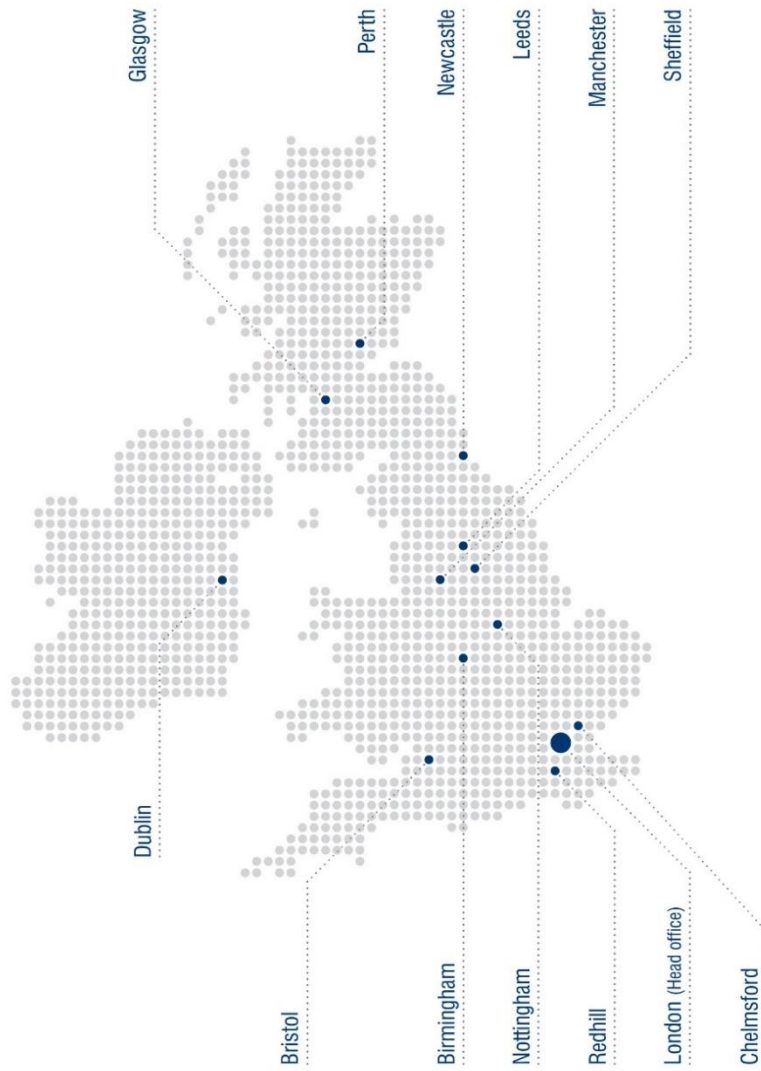 Glasgow
Perth
Newcastle
Leeds
Manchester
Sheffield
Dublin
Bristol
Birmingham
Nottingham
Redhill
London (Head office)
Chelmsford